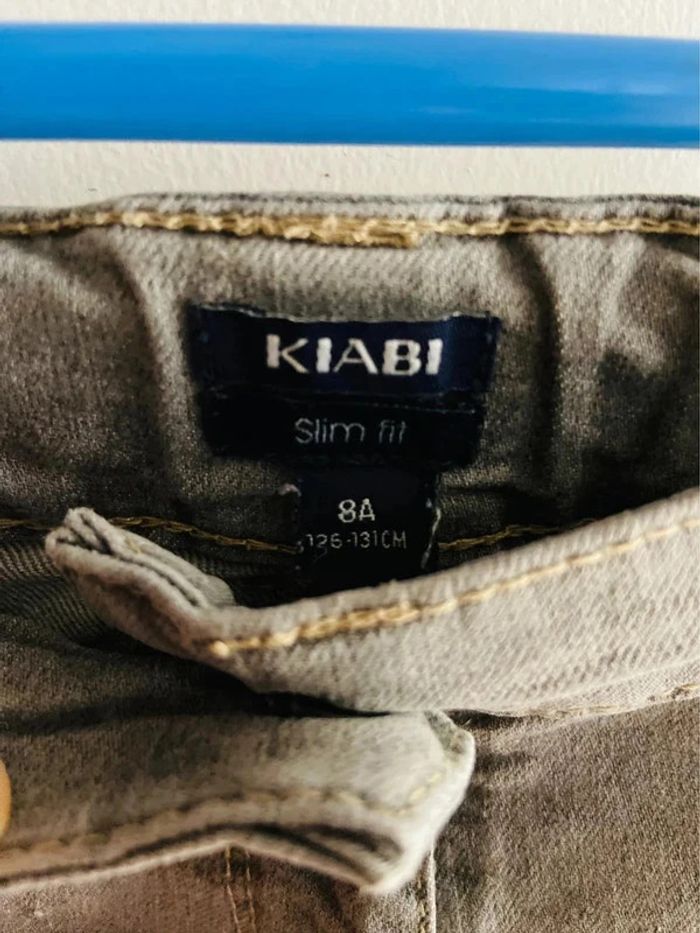 KIABI
Slim fit
8A
126-131CM